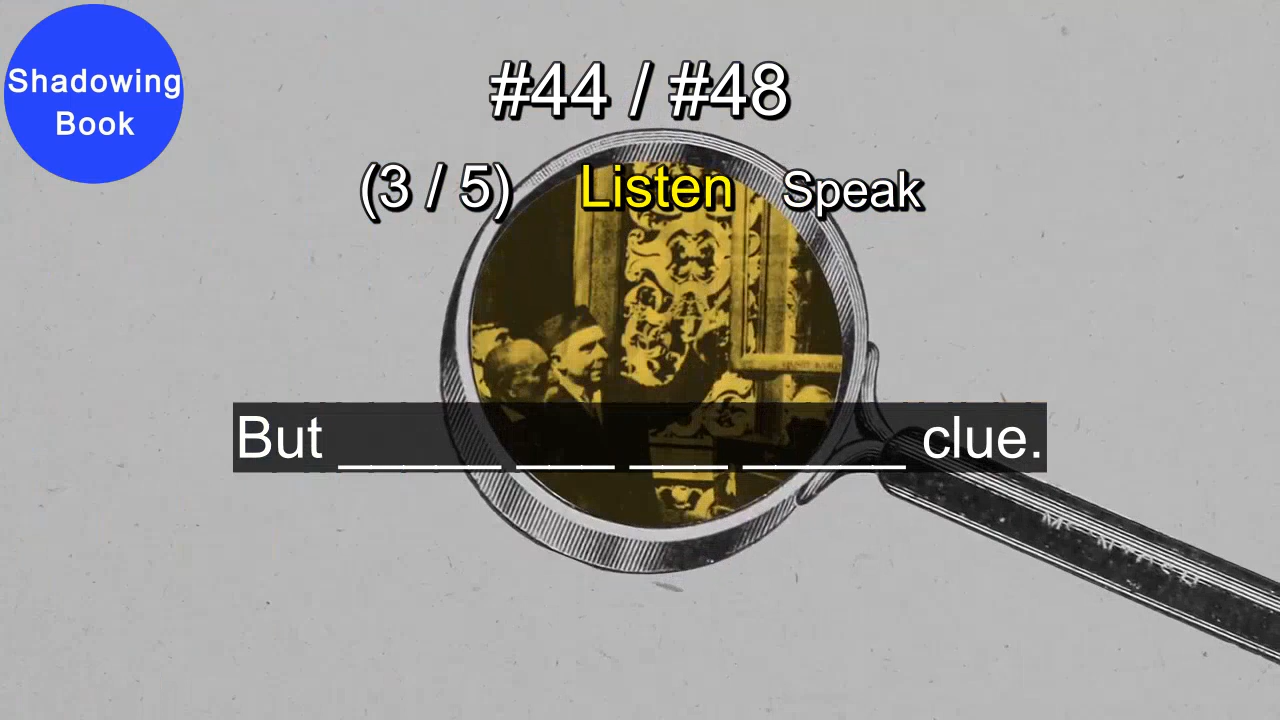 Shadowing
Book
#44 / #48
(3 / 5) Listen Speak
But _____ ___ ___ _____ clue.